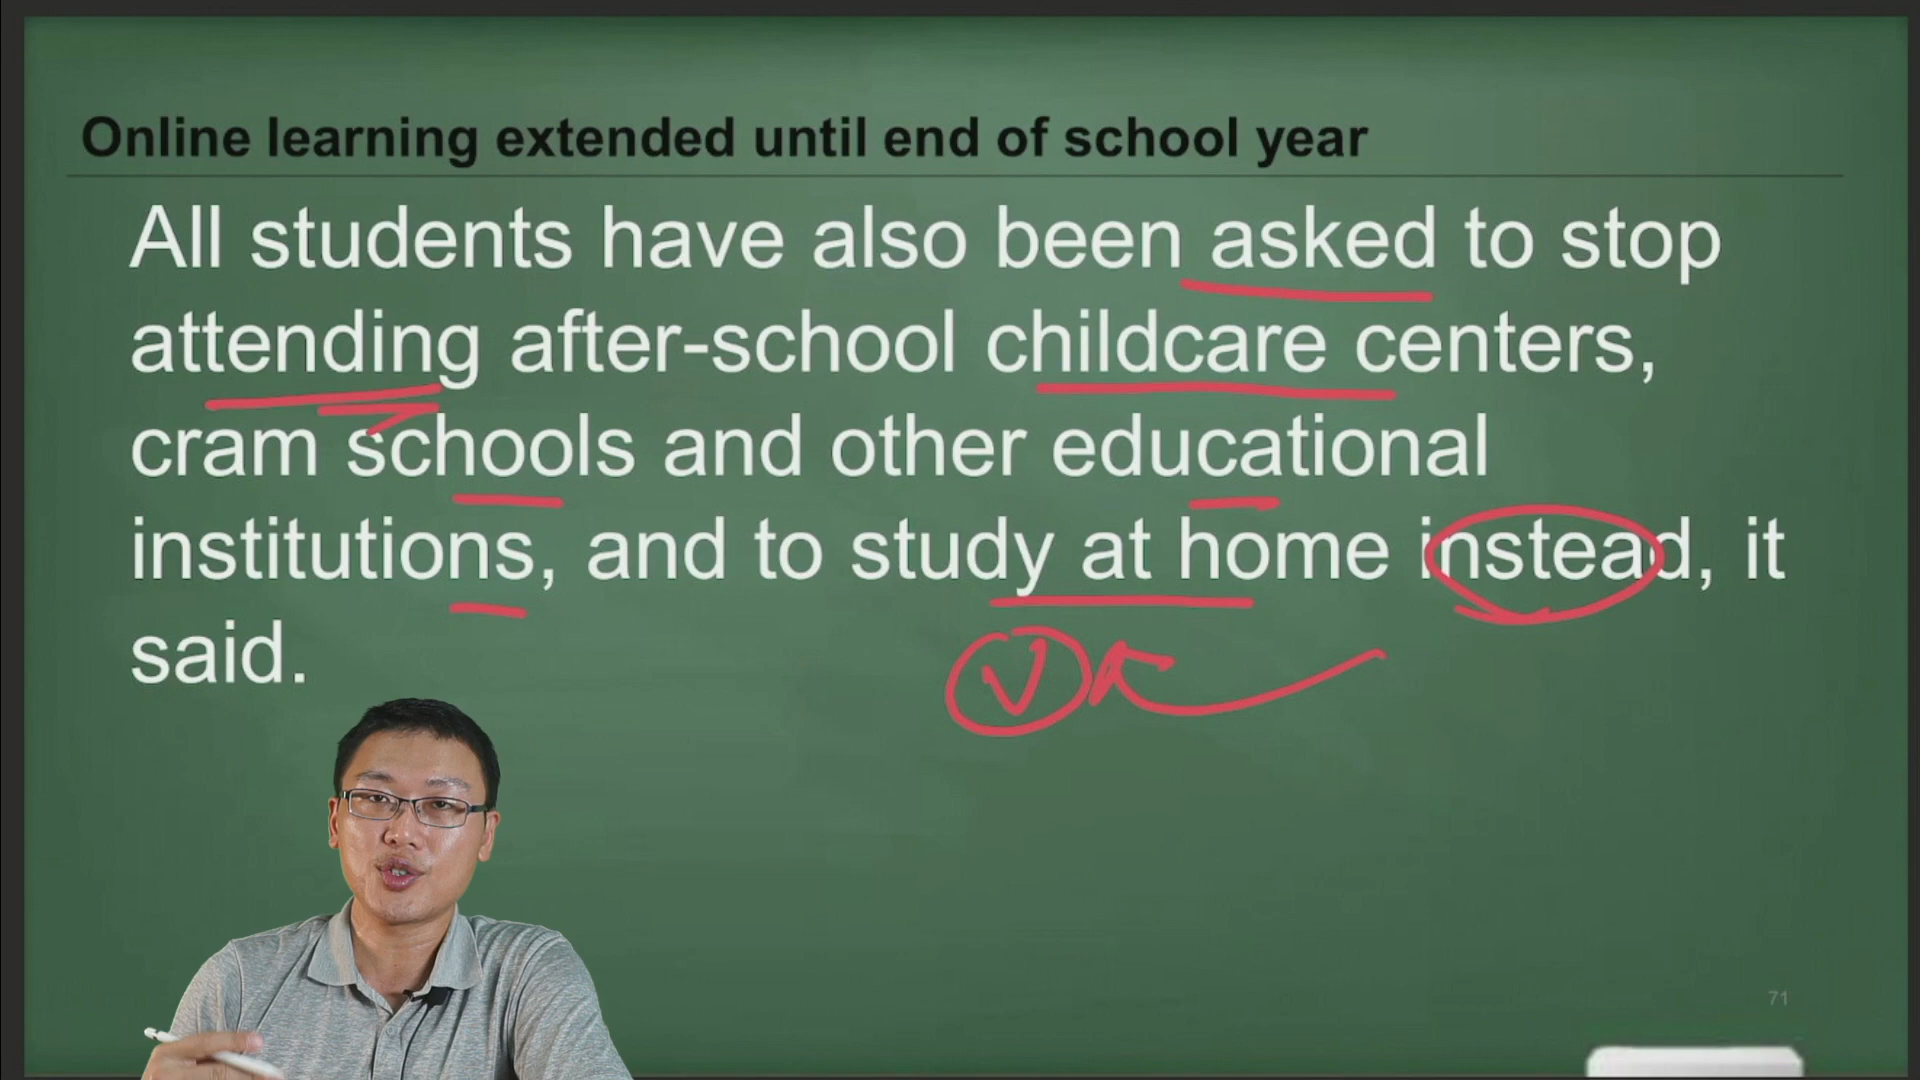 Online learning extended until end of school year
All students have also been asked to stop
attending after-school childcare centers,
cram schools and other educational
institutions, and to study at home instead, it
said.
V
71